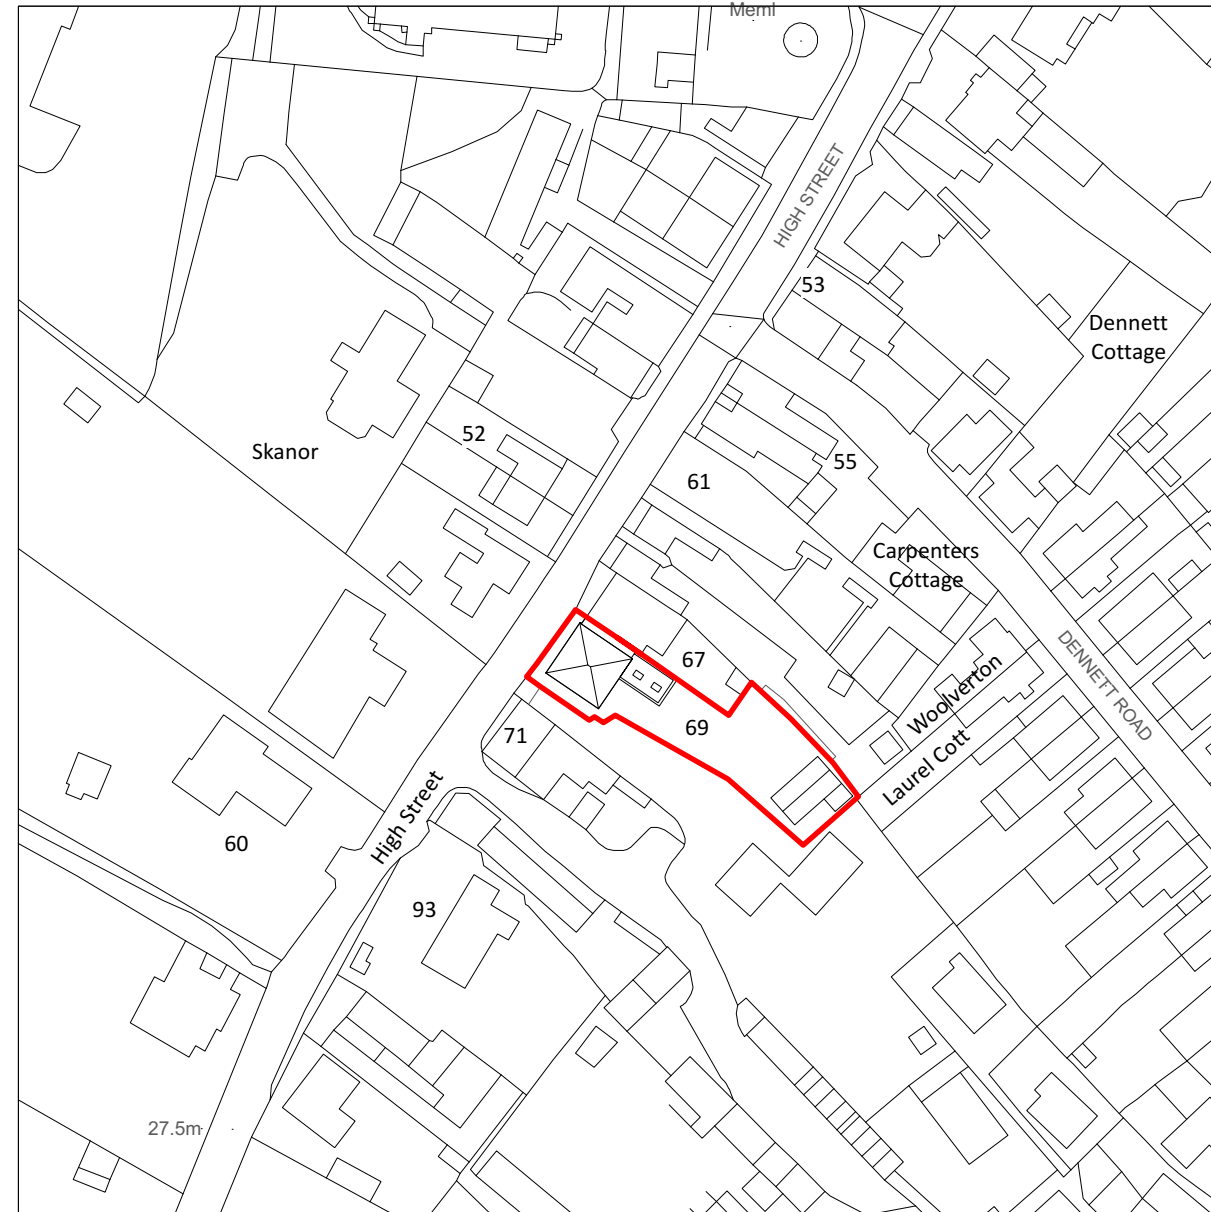 Meml
HIGH STREET
53
Dennett
Cottage
52
Skanor
55
61
Carpenters
Cottage
DENNETT ROAD
67
Woolverton
69
71
Laurel Cott
High Street
60
93
27.5m